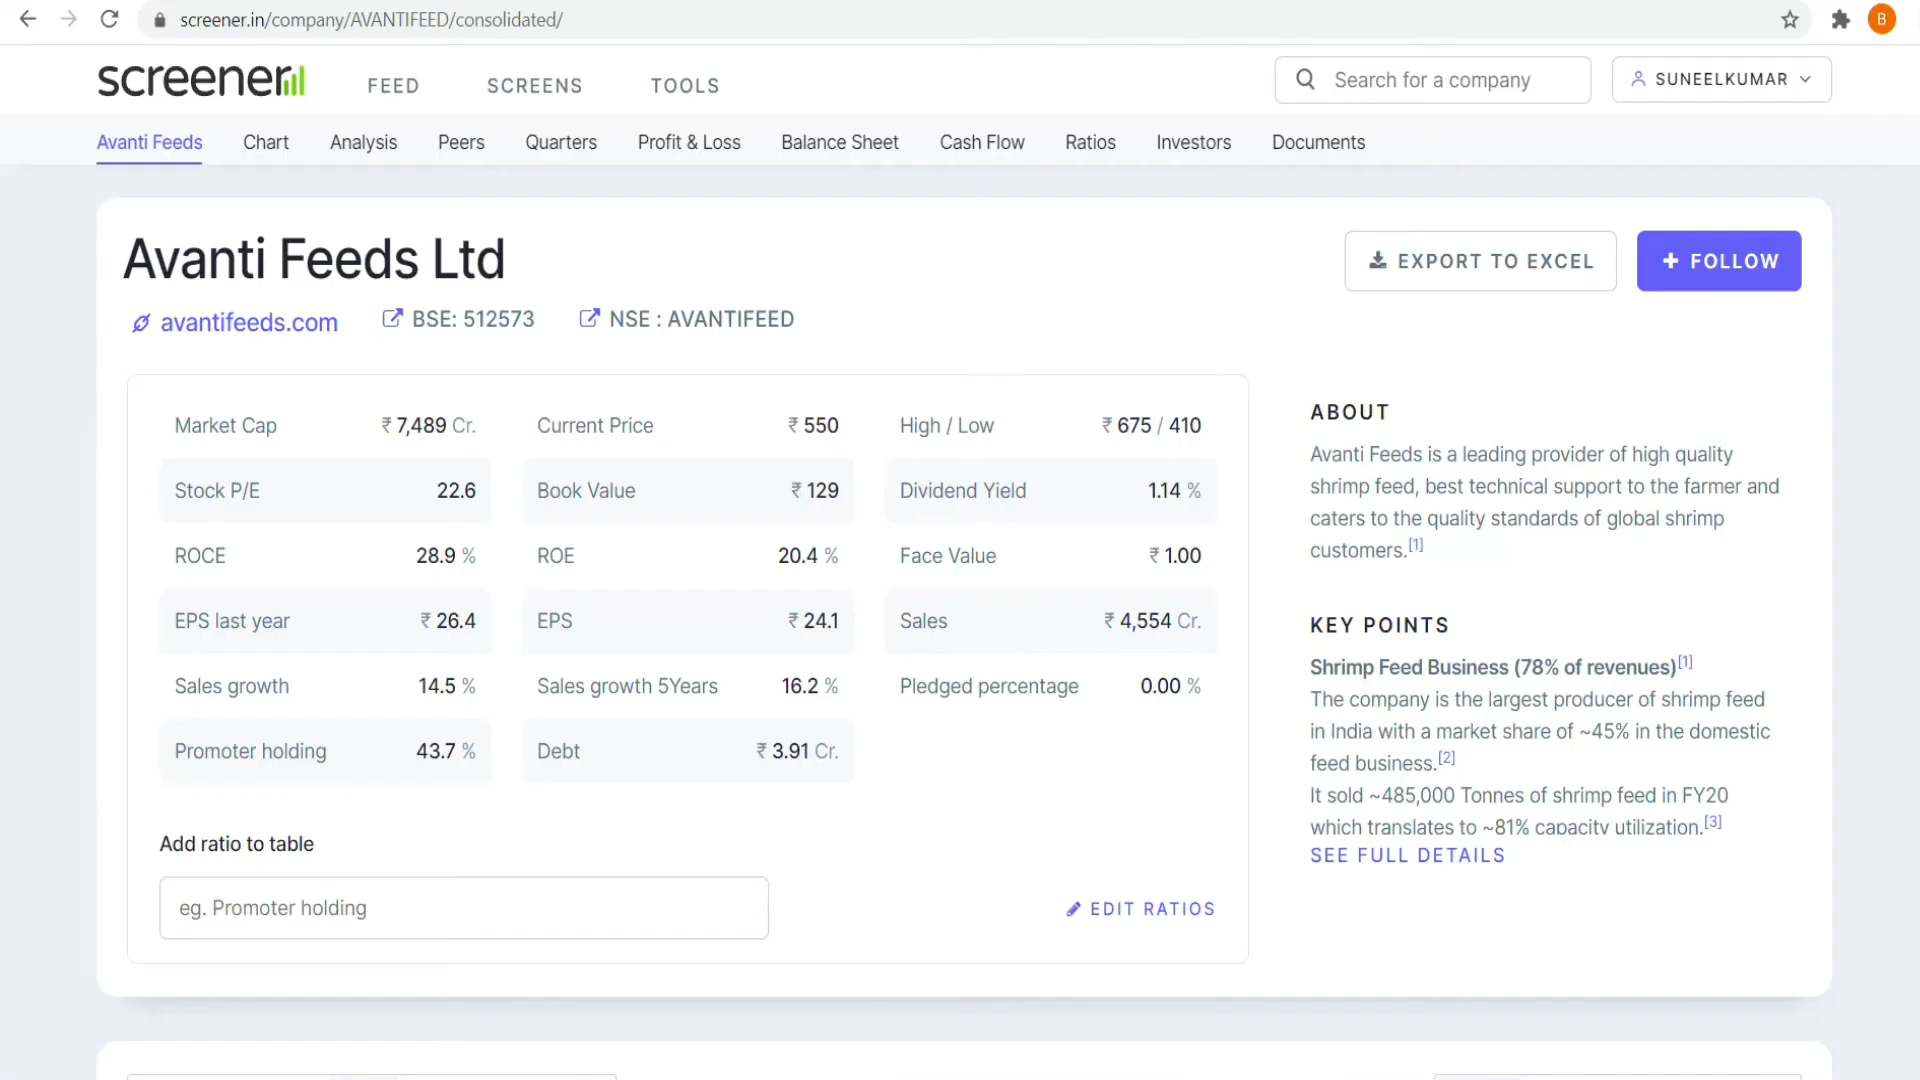 screener.in/company/AVANTIFEED/consolidated/
B
screener
FEED
SCREENS
TOOLS
Search for a company
SUNEELKUMAR
Avanti Feeds
Chart
Analysis
Peers
Quarters
Profit & Loss
Balance Sheet
Cash Flow
Ratios
Investors
Documents
Avanti Feeds Ltd
EXPORT TO EXCEL
+ FOLLOW
avantifeeds.com
BSE: 512573
NSE : AVANTIFEED
Market Cap ₹ 7,489 Cr.
Current Price ₹ 550
High / Low ₹ 675 / 410
Stock P/E 22.6
Book Value ₹ 129
Dividend Yield 1.14 %
ROCE 28.9 %
ROE 20.4 %
Face Value ₹ 1.00
EPS last year ₹ 26.4
EPS ₹ 24.1
Sales ₹ 4,554 Cr.
Sales growth 14.5 %
Sales growth 5Years 16.2 %
Pledged percentage 0.00 %
Promoter holding 43.7 %
Debt ₹ 3.91 Cr.
Add ratio to table
eg. Promoter holding
EDIT RATIOS
ABOUT
Avanti Feeds is a leading provider of high quality
shrimp feed, best technical support to the farmer and
caters to the quality standards of global shrimp
customers.[1]
KEY POINTS
Shrimp Feed Business (78% of revenues)[1]
The company is the largest producer of shrimp feed
in India with a market share of ~45% in the domestic
feed business.[2]
It sold ~485,000 Tonnes of shrimp feed in FY20
which translates to ~81% capacity utilization.[3]
SEE FULL DETAILS